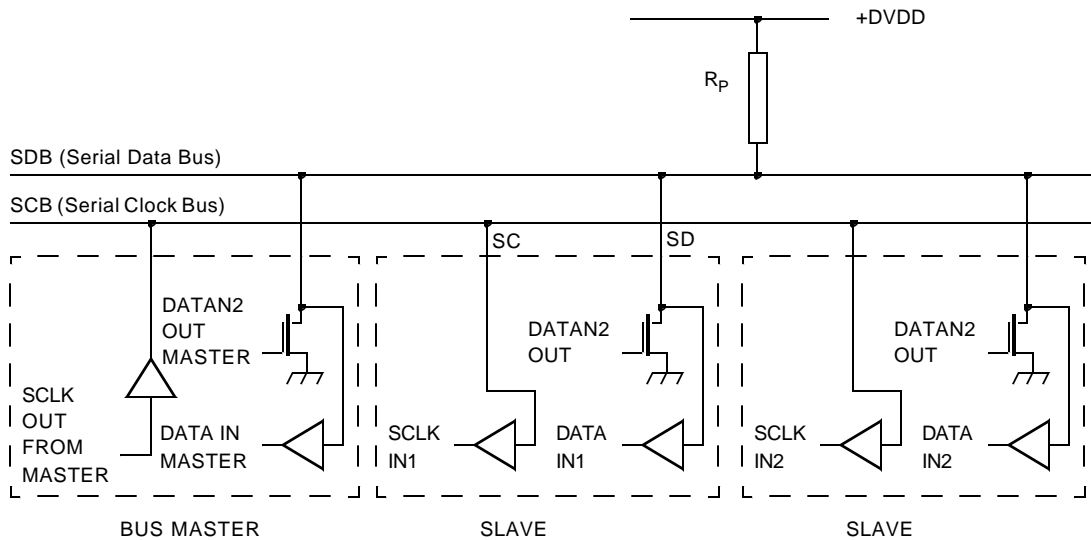 +DVDD
RP
SDB (Serial Data Bus)
SCB (Serial Clock Bus)
SC
SD
DATAN2
OUT
MASTER
SCLK
OUT
FROM
MASTER
DATA IN
MASTER
DATAN2
OUT
SCLK
IN1
DATA
IN1
DATAN2
OUT
SCLK
IN2
DATA
IN2
BUS MASTER
SLAVE
SLAVE